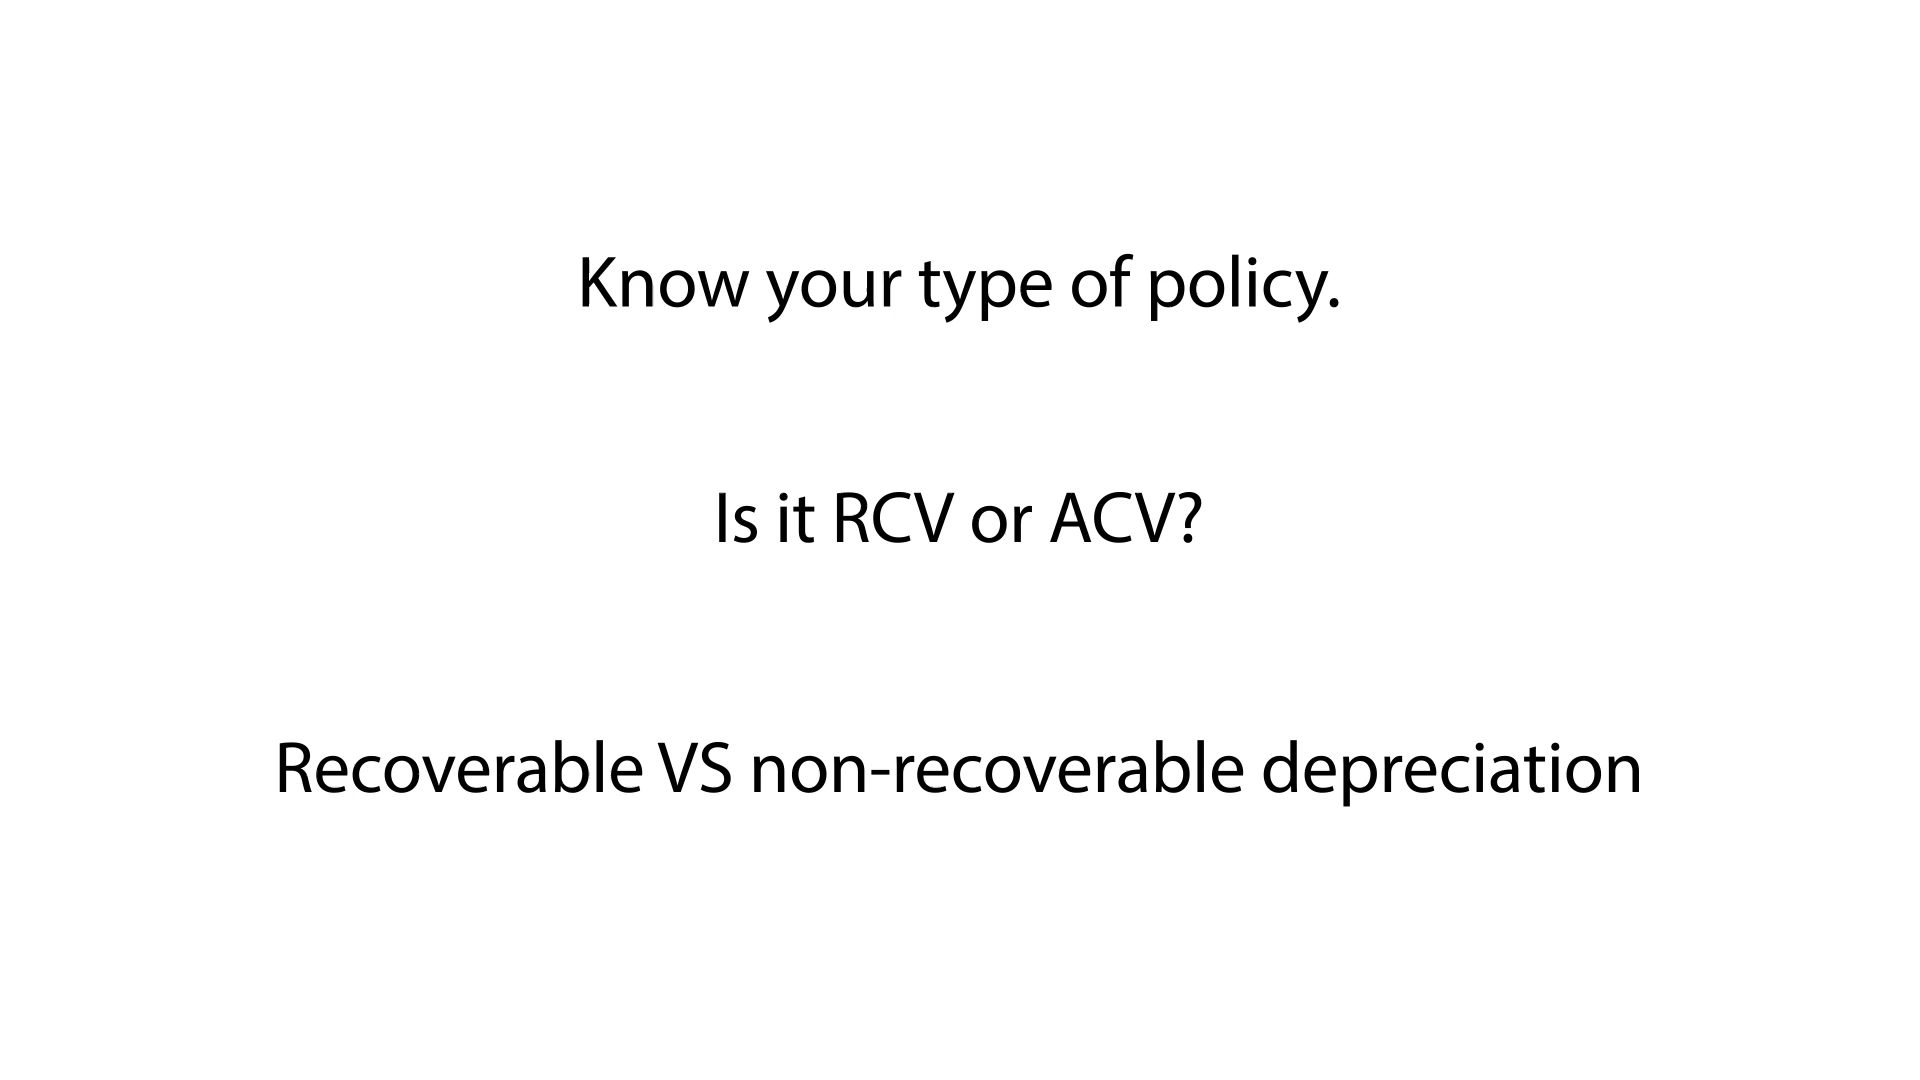 Know your type of policy.
Is it RCV or ACV?
Recoverable VS non-recoverable depreciation